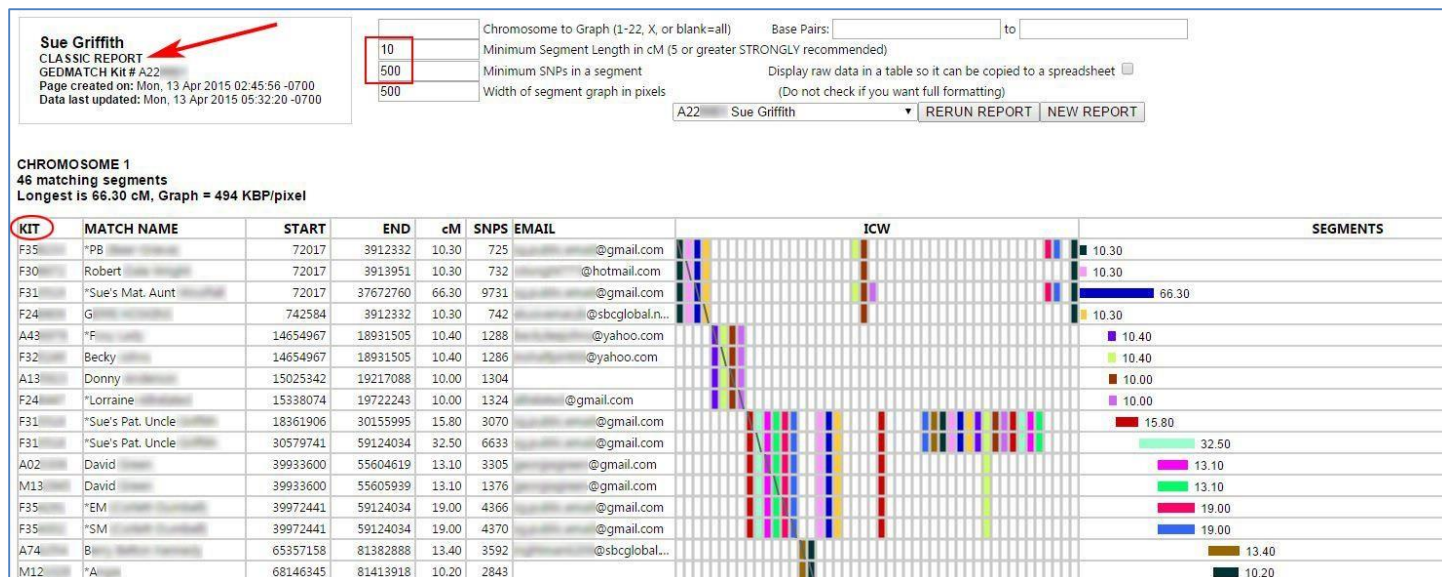 Sue Griffith
CLASSIC REPORT
GEDMATCH Kit # A22
Page created on: Mon, 13 Apr 2015 02:45:56 -0700
Data last updated: Mon, 13 Apr 2015 05:32:20 -0700
Chromosome to Graph (1-22, X, or blank=all) Base Pairs: to
10 Minimum Segment Length in cM (5 or greater STRONGLY recommended)
500 Minimum SNPs in a segment Display raw data in a table so it can be copied to a spreadsheet
500 Width of segment graph in pixels (Do not check if you want full formatting)
A22 Sue Griffith RERUN REPORT NEW REPORT
CHROMOSOME 1
46 matching segments
Longest is 66.30 cM, Graph = 494 KBP/pixel
KIT MATCH NAME START END cM SNPS EMAIL ICW SEGMENTS
F35 *PB 72017 3912332 10.30 725 @gmail.com 10.30
F30 Robert 72017 3913951 10.30 732 @hotmail.com 10.30
F31 *Sue's Mat. Aunt 72017 37672760 66.30 9731 @gmail.com 66.30
F24 G 742584 3912332 10.30 742 @sbcglobal.n... 10.30
A43 *F 14654967 18931505 10.40 1288 @yahoo.com 10.40
F32 Becky 14654967 18931505 10.40 1286 @yahoo.com 10.40
A13 Donny 15025342 19217088 10.00 1304 10.00
F24 *Lorraine 15338074 19722243 10.00 1324 @gmail.com 10.00
F31 *Sue's Pat. Uncle 18361906 30155995 15.80 3070 @gmail.com 15.80
F31 *Sue's Pat. Uncle 30579741 59124034 32.50 6633 @gmail.com 32.50
A02 David 39933600 55604619 13.10 3305 @gmail.com 13.10
M13 David 39933600 55605939 13.10 1376 @gmail.com 13.10
F35 *EM 39972441 59124034 19.00 4366 @gmail.com 19.00
F35 *SM 39972441 59124034 19.00 4370 @gmail.com 19.00
A74 B 65357158 81382888 13.40 3592 @sbcglobal.... 13.40
M12 *A 68146345 81413918 10.20 2843 10.20